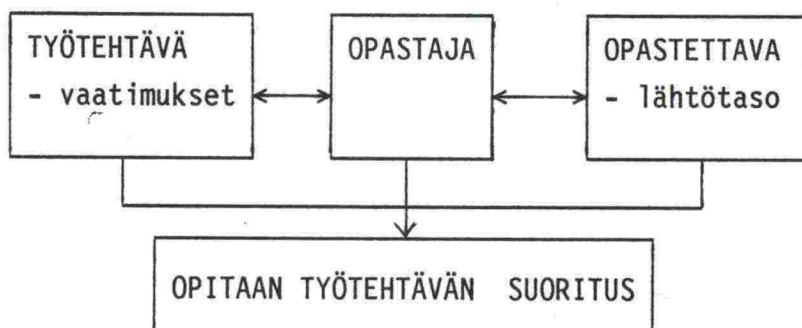 TYÖTEHTÄVÄ
- vaatimukset
OPASTAJA
OPASTETTAVA
- lähtötaso
OPITAAN TYÖTEHTÄVÄN SUORITUS